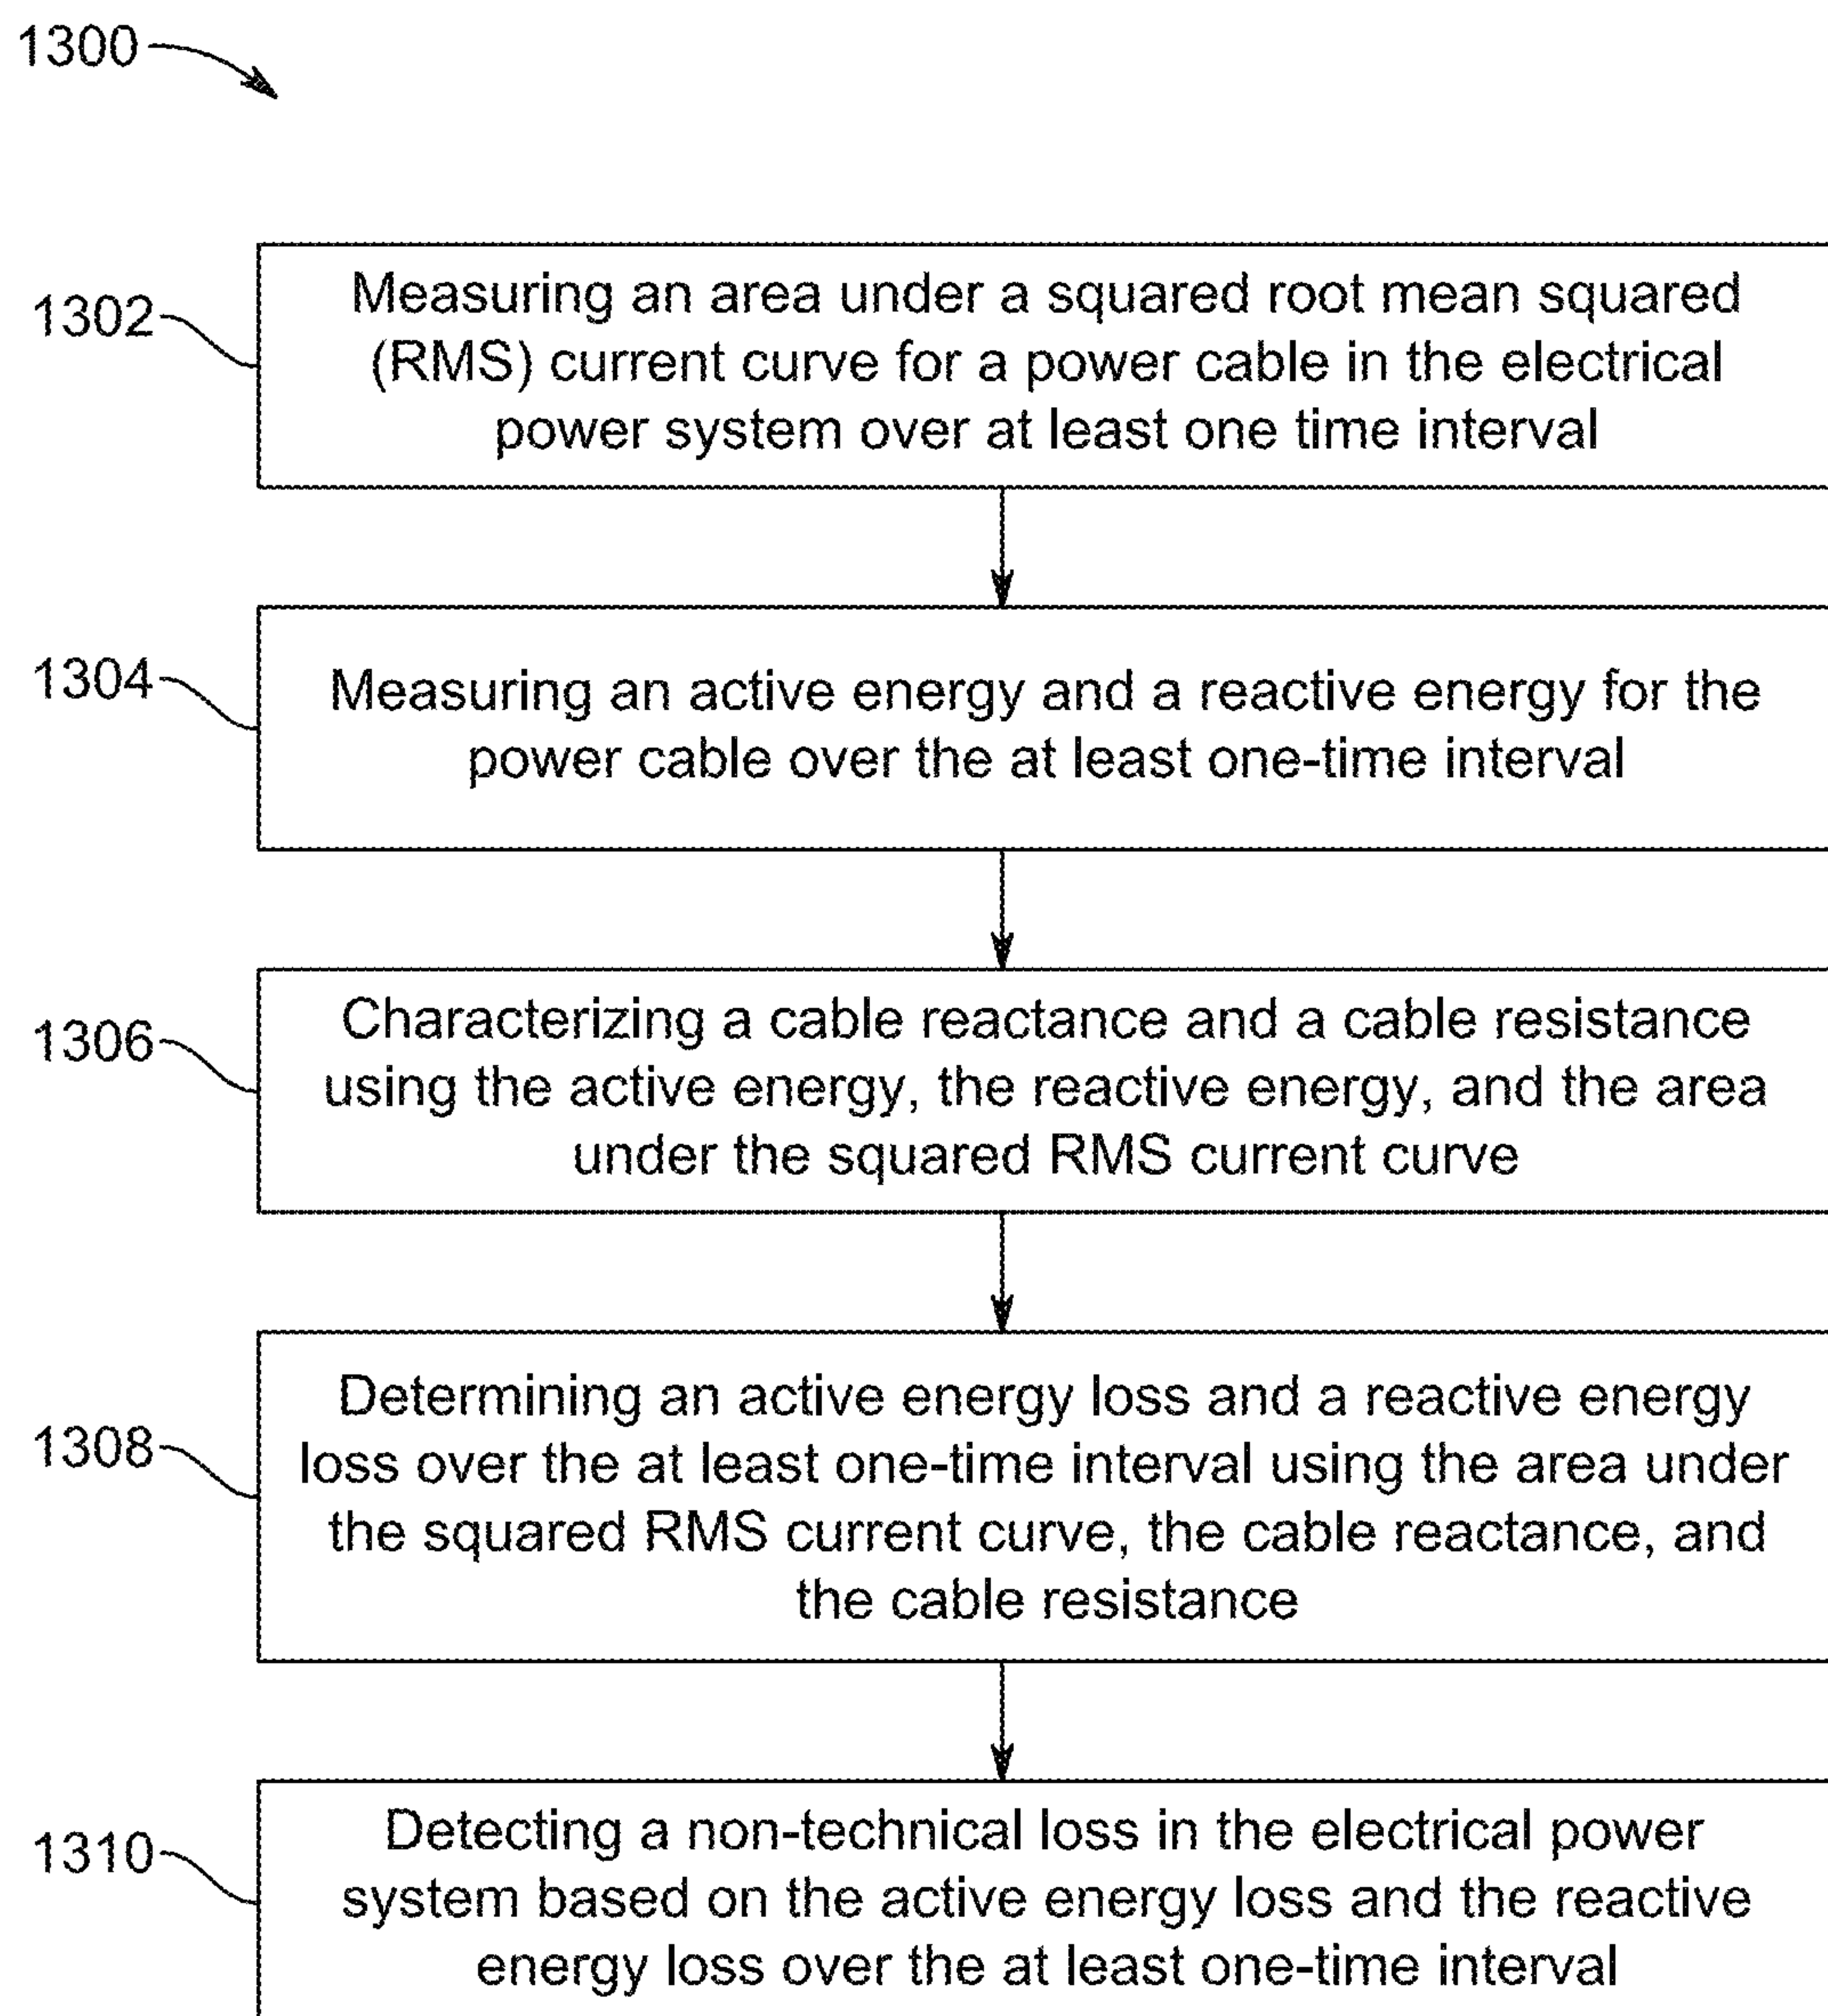 1300
1302
Measuring an area under a squared root mean squared
(RMS) current curve for a power cable in the electrical
power system over at least one time interval
1304
Measuring an active energy and a reactive energy for the
power cable over the at least one-time interval
1306
Characterizing a cable reactance and a cable resistance
using the active energy, the reactive energy, and the area
under the squared RMS current curve
1308
Determining an active energy loss and a reactive energy
loss over the at least one-time interval using the area under
the squared RMS current curve, the cable reactance, and
the cable resistance
1310
Detecting a non-technical loss in the electrical power
system based on the active energy loss and the reactive
energy loss over the at least one-time interval